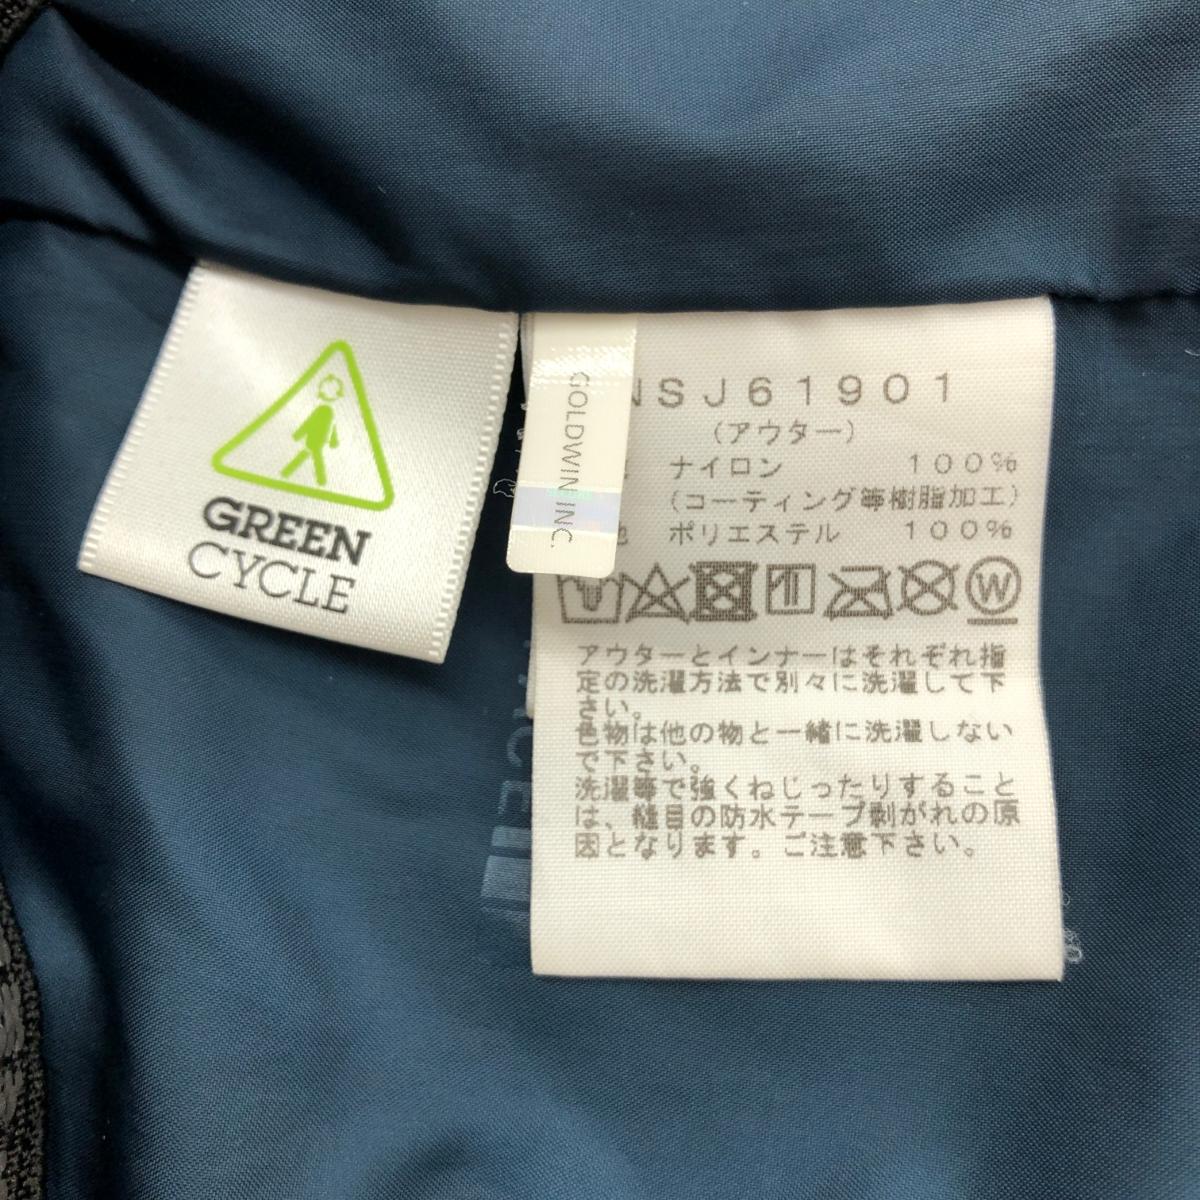 GREEN
CYCLE
GOLDWIN INC.
NSJ61901
(アウター)
ナイロン 100%
(コーティング等樹脂加工)
地 ポリエステル 100%
W
アウターとインナーはそれぞれ指
定の洗濯方法で別々に洗濯して下
さい。
色物は他の物と一緒に洗濯しない
で下さい。
洗濯等で強くねじったりすること
は、縫目の防水テープ剥がれの原
因となります。ご注意下さい。